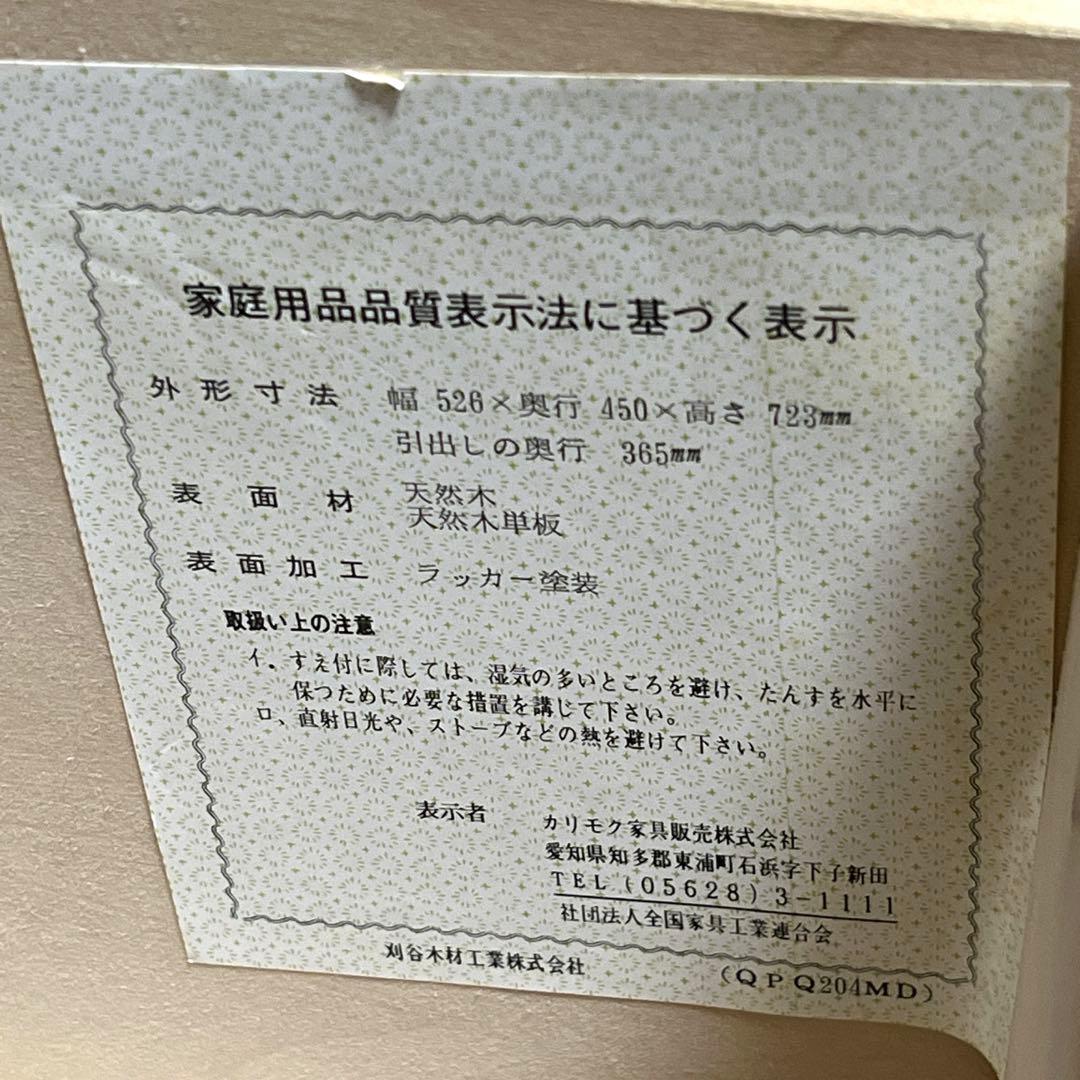 家庭用品品質表示法に基づく表示
外形寸法 幅 526×奥行 450×高さ 723mm
引出しの奥行 365mm
表面材 天然木
天然木単板
表面加工 ラッカー塗装
取扱い上の注意
イ. すえ付に際しては、湿気の多いところを避け、たんすを水平に
保つために必要な措置を講じて下さい。
ロ、直射日光や、ストーブなどの熱を避けて下さい。
表示者 カリモク家具販売株式会社
愛知県知多郡東浦町石浜字下子新田
TEL (05628) 3-1111
社団法人全国家具工業連合会
刈谷木材工業株式会社 (QPQ204MD)